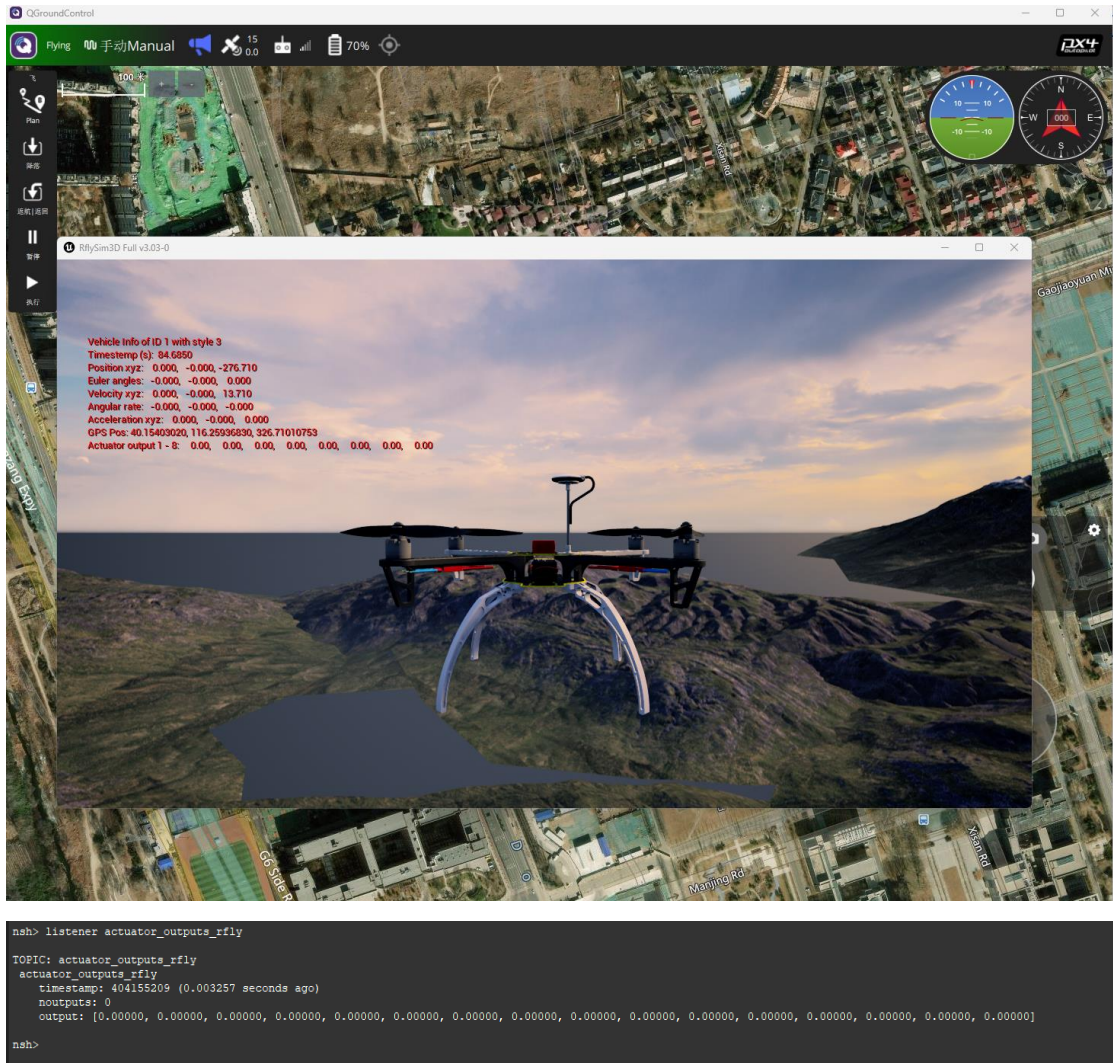 QGroundControl
Flying 手动Manual 15 0.0 70%
PX4 autopilot
飞
100 米
Plan
降落
返航|返回
暂停
执行
10 10
-10 -10
N
W 000 E
S
Xisan Rd
RflySim3D Full v3.03-0
Gaojiaoyuan Mi
Vehicle Info of ID 1 with style 3
Timestemp (s): 84.6850
Position xyz: 0.000, -0.000, -276.710
Euler angles: -0.000, -0.000, 0.000
Velocity xyz: 0.000, -0.000, 13.710
Angular rate: -0.000, -0.000, -0.000
Acceleration xyz: 0.000, -0.000, 0.000
GPS Pos: 40.15403020, 116.25936830, 326.71010753
Actuator output 1 - 8: 0.00, 0.00, 0.00, 0.00, 0.00, 0.00, 0.00, 0.00
zang Expy
G6 Side R
Manjing Rd
Xisan Rd
nsh> listener actuator_outputs_rfly
TOPIC: actuator_outputs_rfly
actuator_outputs_rfly
timestamp: 404155209 (0.003257 seconds ago)
noutputs: 0
output: [0.00000, 0.00000, 0.00000, 0.00000, 0.00000, 0.00000, 0.00000, 0.00000, 0.00000, 0.00000, 0.00000, 0.00000, 0.00000, 0.00000, 0.00000, 0.00000]
nsh>